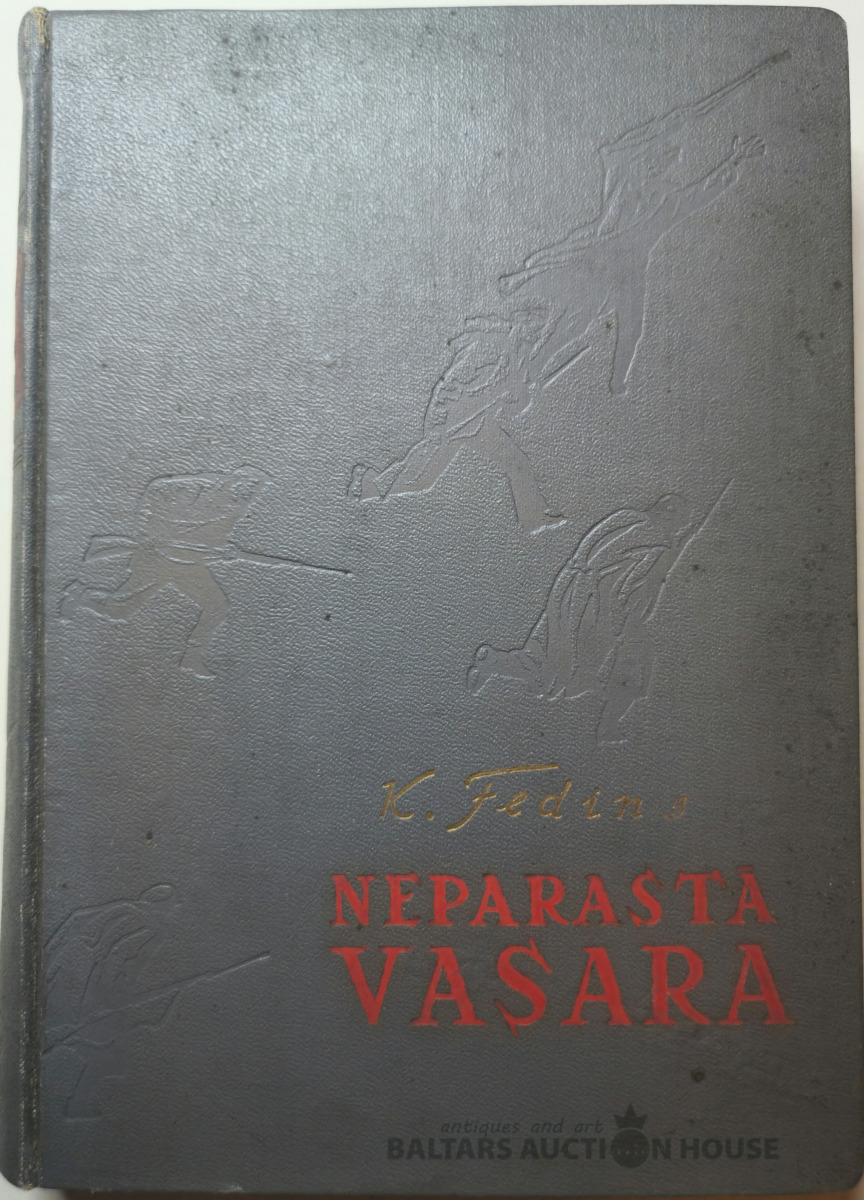 K. Fedins
NEPARASTĀ
VASARA
antiques and art
BALTARS AUCTION HOUSE